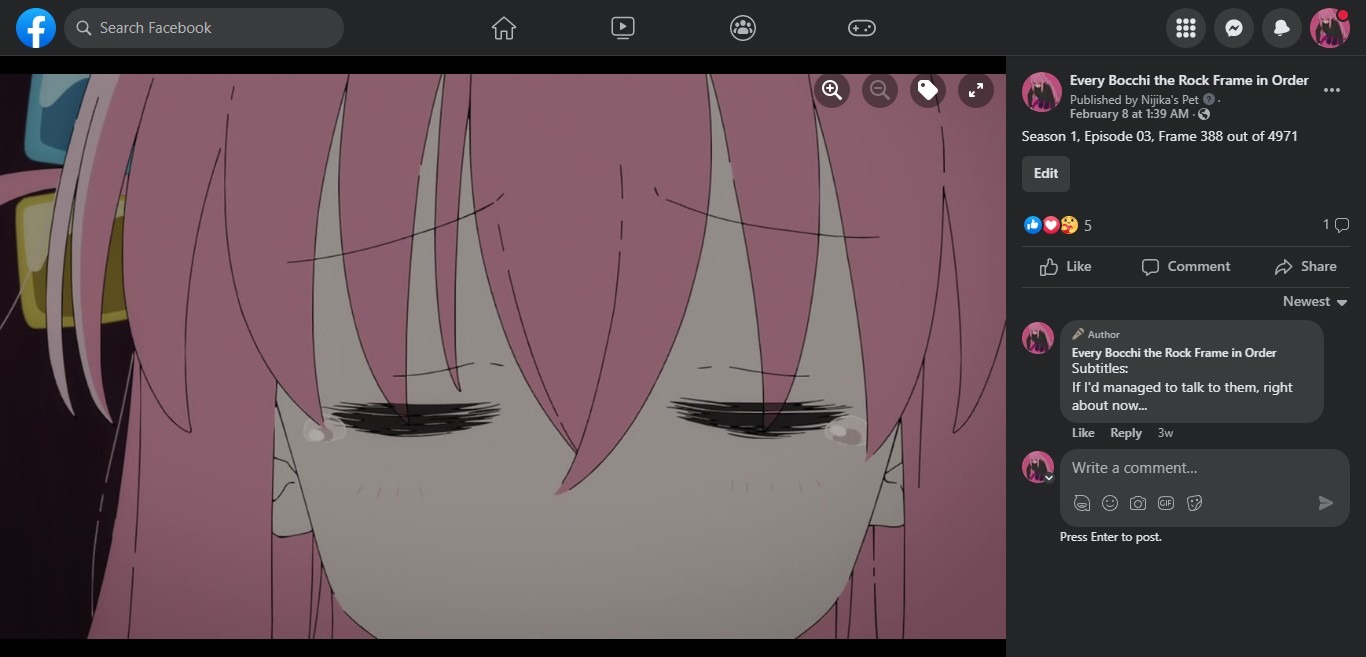 Search Facebook
Every Bocchi the Rock Frame in Order
Published by Nijika's Pet ·
February 8 at 1:39 AM ·
Season 1, Episode 03, Frame 388 out of 4971
Edit
5
1
Like
Comment
Share
Newest
Author
Every Bocchi the Rock Frame in Order
Subtitles:
If I'd managed to talk to them, right
about now...
Like Reply 3w
Write a comment...
GIF
Press Enter to post.